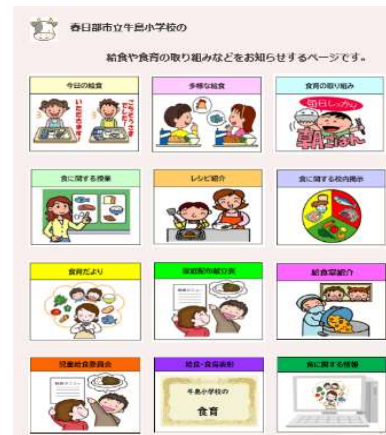 春日部市立牛島小学校の
給食や食育の取り組みなどをお知らせするページです。
今日の給食
多様な給食
食育の取り組み
いただきます
ごちそうさまでした!
毎日しっかり
朝ごはん
食に関する授業
レシピ紹介
食に関する校内掲示
食育だより
家庭配布献立表
給食室紹介
児童給食委員会
給食・食育表彰
食に関する情報
牛島小学校の
食育